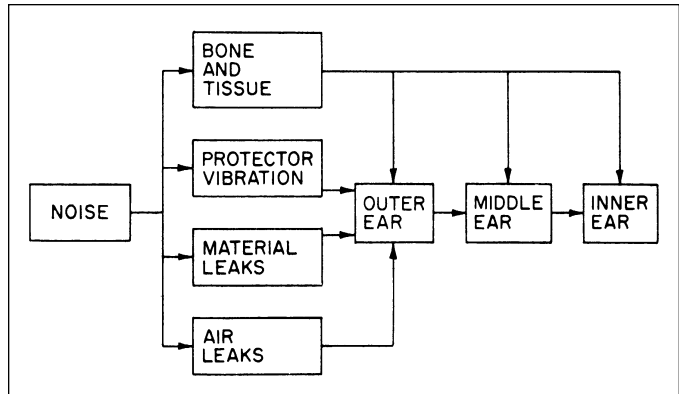 BONE
AND
TISSUE
PROTECTOR
VIBRATION
NOISE
OUTER
EAR
MIDDLE
EAR
INNER
EAR
MATERIAL
LEAKS
AIR
LEAKS